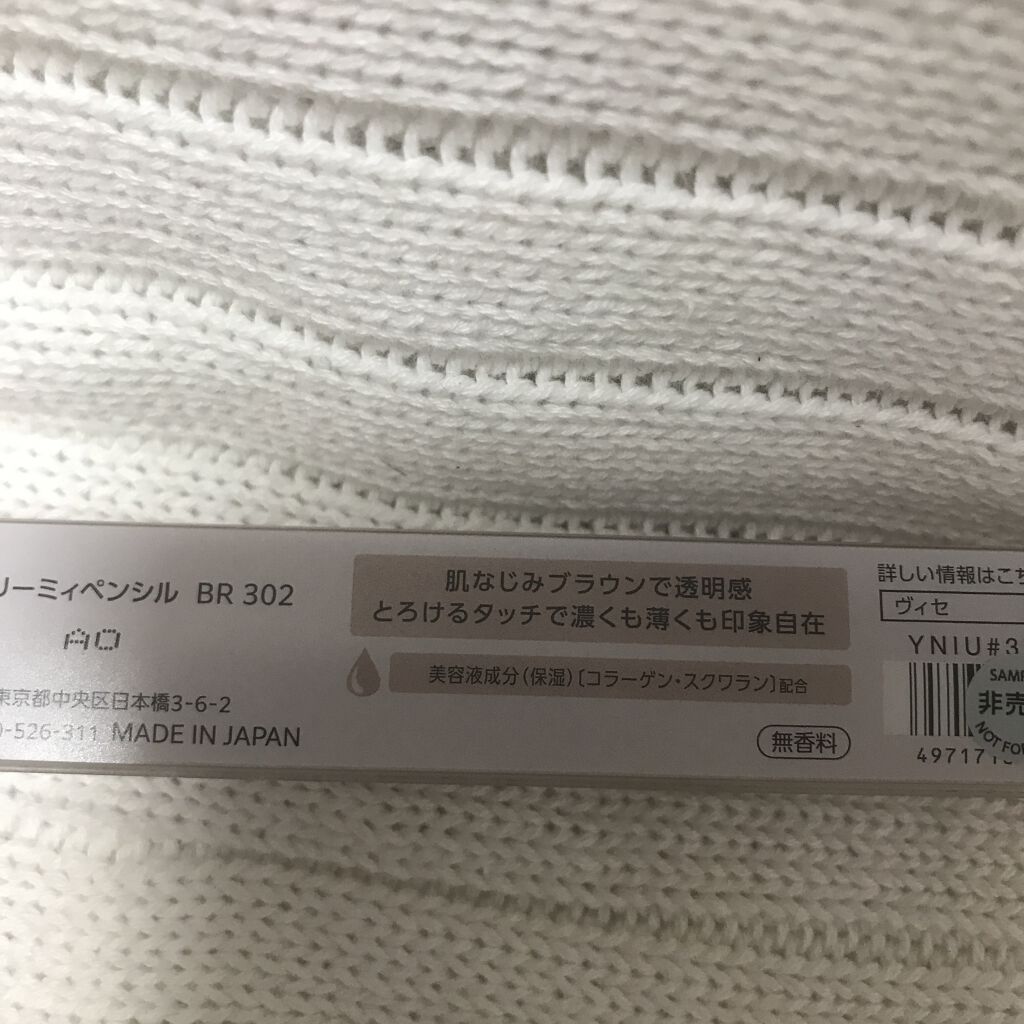 リーミィペンシル BR 302
AO
東京都中央区日本橋3-6-2
0-526-311 MADE IN JAPAN
肌なじみブラウンで透明感
とろけるタッチで濃くも薄くも印象自在
美容液成分(保湿)〔コラーゲン・スクワラン〕配合
無香料
詳しい情報はこち
ヴィセ
YNIU#3
SAMP
非売
NOT FO
49717